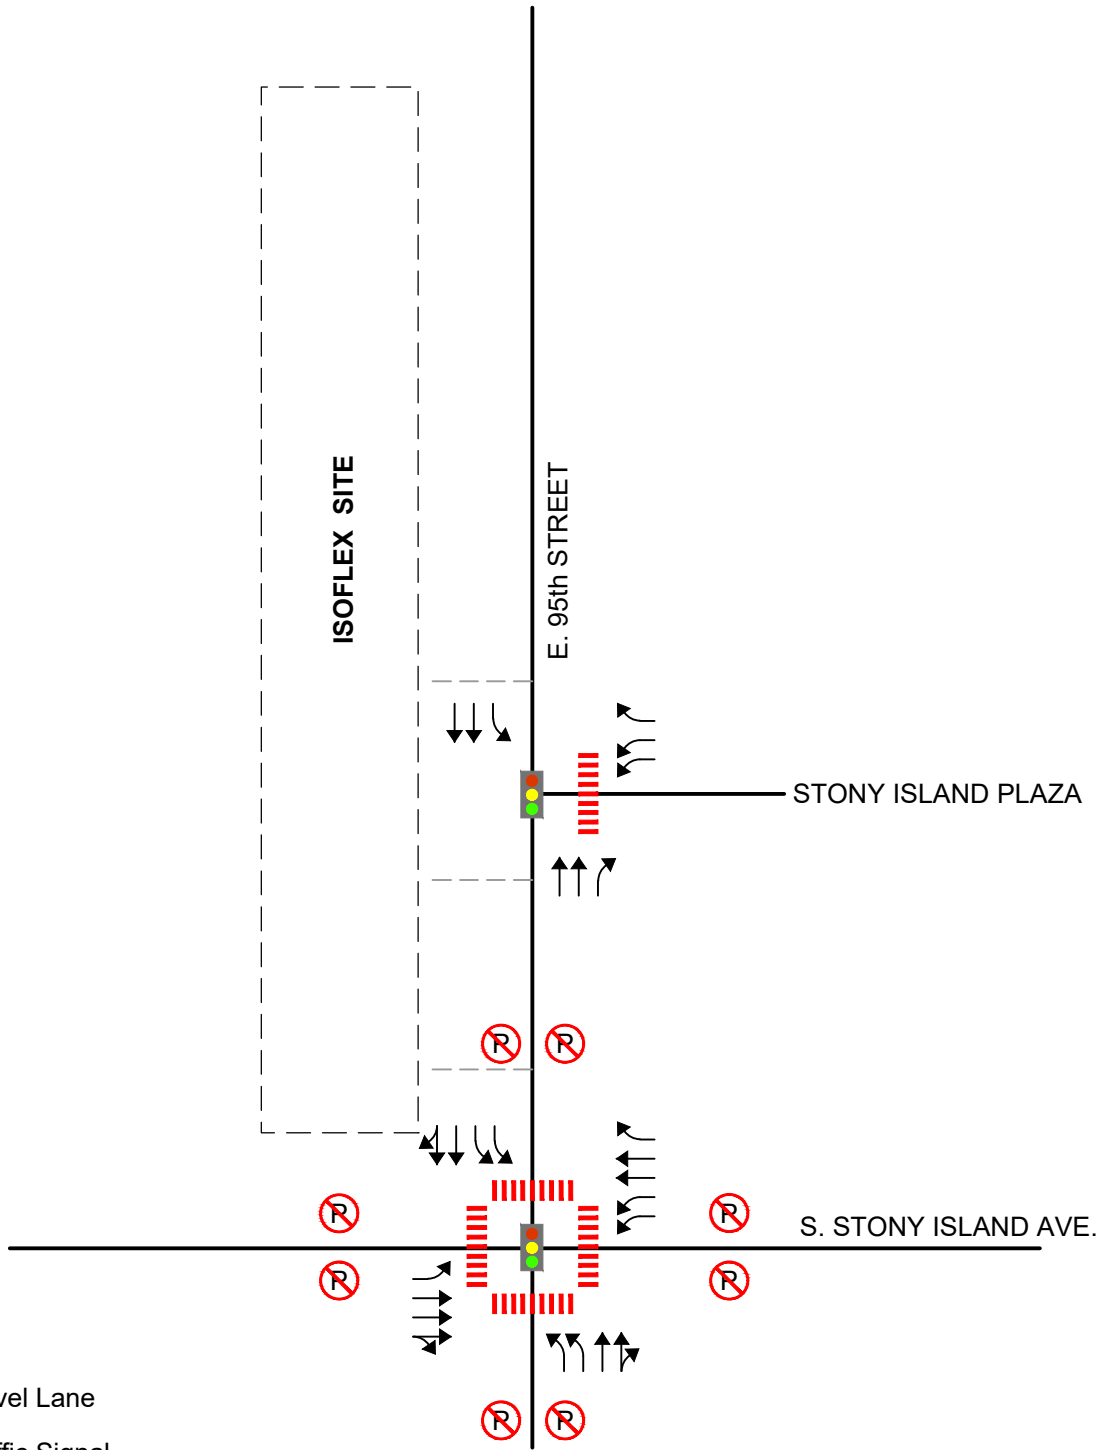 ISOFLEX SITE
E. 95th STREET
STONY ISLAND PLAZA
P P
P P
S. STONY ISLAND AVE.
P P
vel Lane
P P